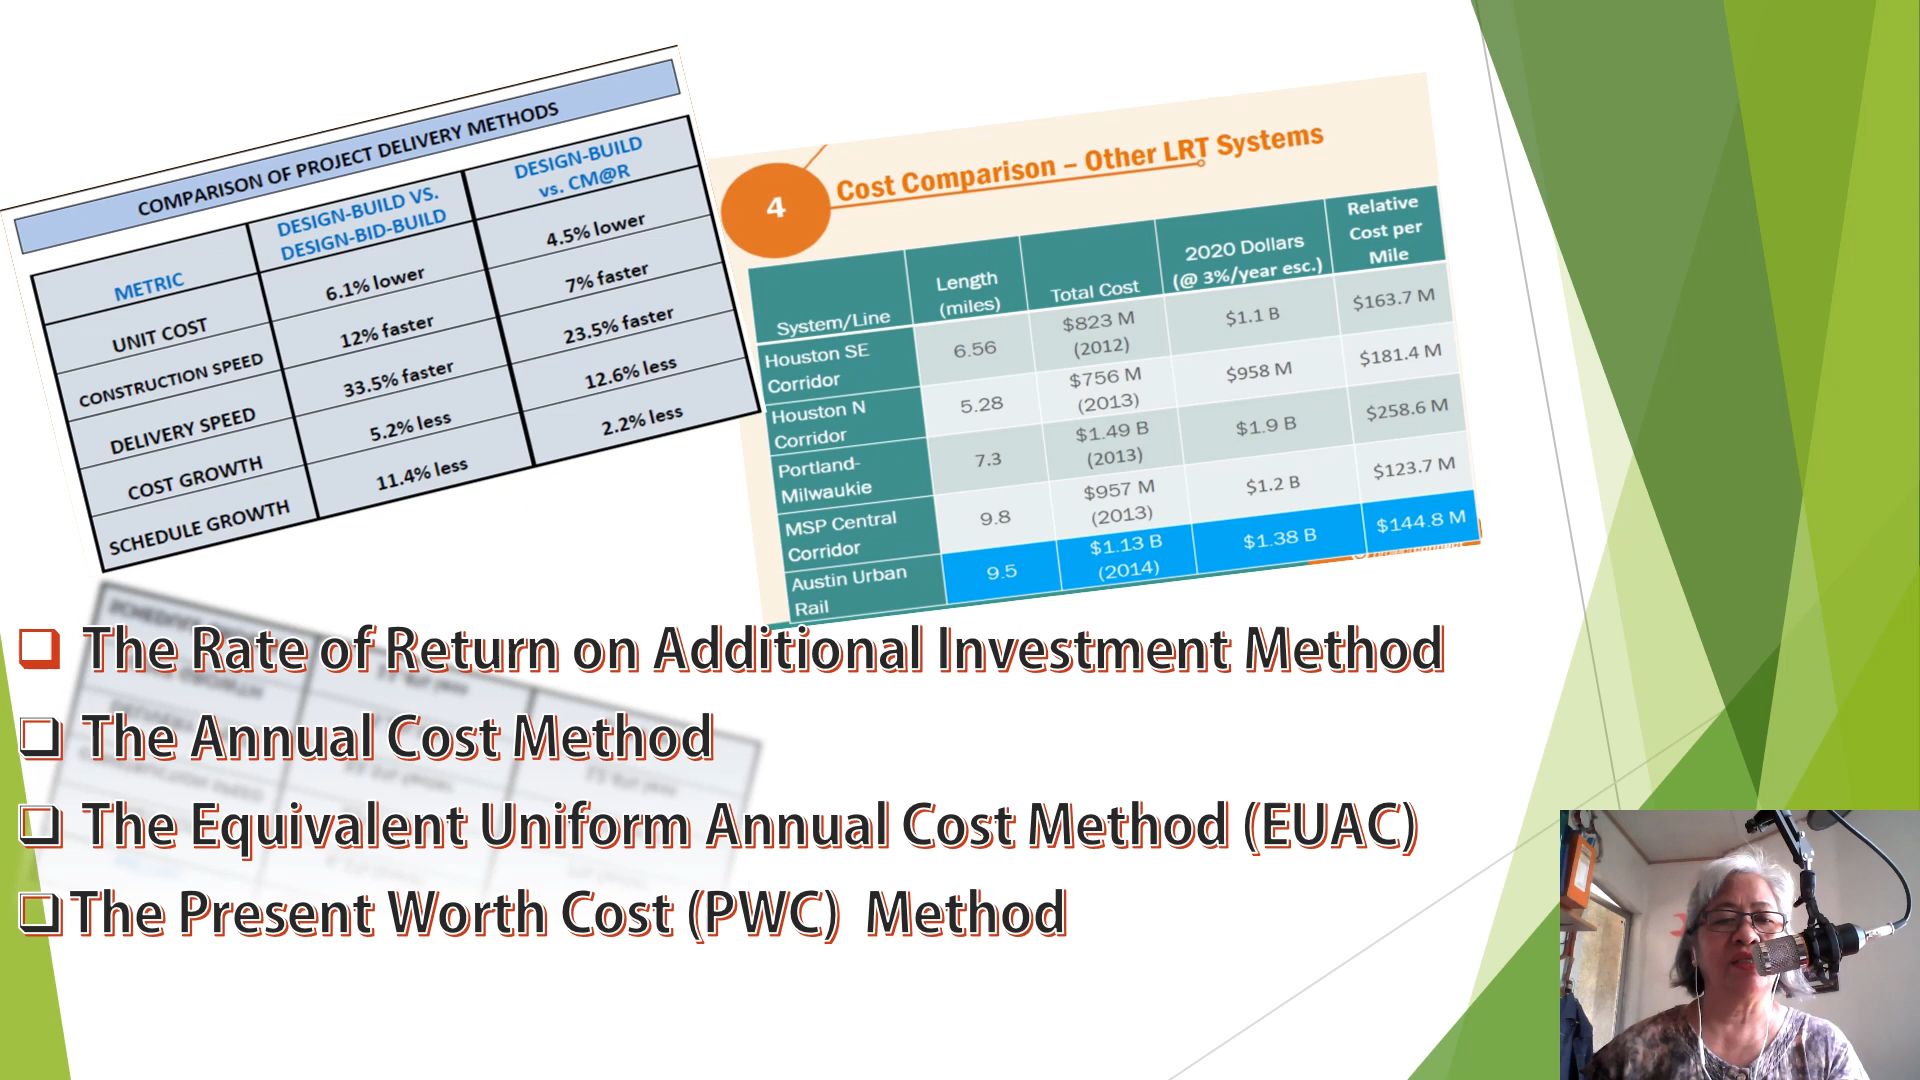 COMPARISON OF PROJECT DELIVERY METHODS
METRIC
DESIGN-BUILD VS.
DESIGN-BID-BUILD
DESIGN-BUILD
vs. CM@R
UNIT COST
6.1% lower
4.5% lower
CONSTRUCTION SPEED
12% faster
7% faster
DELIVERY SPEED
33.5% faster
23.5% faster
COST GROWTH
5.2% less
12.6% less
SCHEDULE GROWTH
11.4% less
2.2% less
4
Cost Comparison – Other LRT Systems
System/Line
Length
(miles)
Total Cost
2020 Dollars
(@ 3%/year esc.)
Relative
Cost per
Mile
Houston SE
Corridor
6.56
$823 M
(2012)
$1.1 B
$163.7 M
Houston N
Corridor
5.28
$756 M
(2013)
$958 M
$181.4 M
Portland-
Milwaukie
7.3
$1.49 B
(2013)
$1.9 B
$258.6 M
MSP Central
Corridor
9.8
$957 M
(2013)
$1.2 B
$123.7 M
Austin Urban
Rail
9.5
$1.13 B
(2014)
$1.38 B
$144.8 M
The Rate of Return on Additional Investment Method
The Annual Cost Method
The Equivalent Uniform Annual Cost Method (EUAC)
The Present Worth Cost (PWC) Method